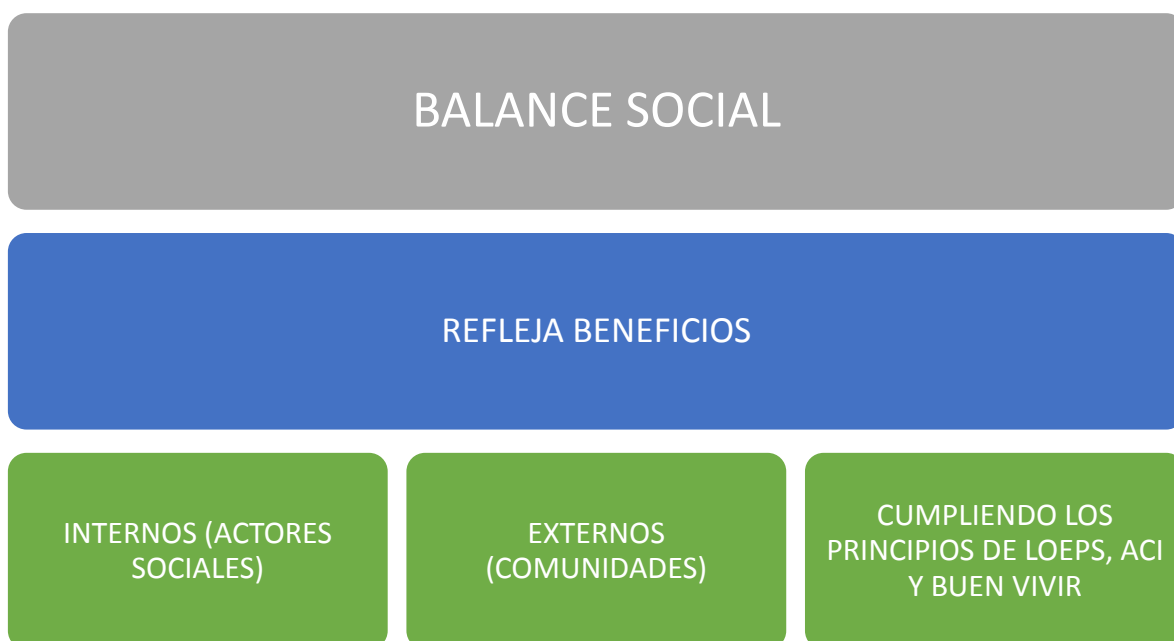 BALANCE SOCIAL
REFLEJA BENEFICIOS
INTERNOS (ACTORES
SOCIALES)
EXTERNOS
(COMUNIDADES)
CUMPLIENDO LOS
PRINCIPIOS DE LOEPS, ACI
Y BUEN VIVIR